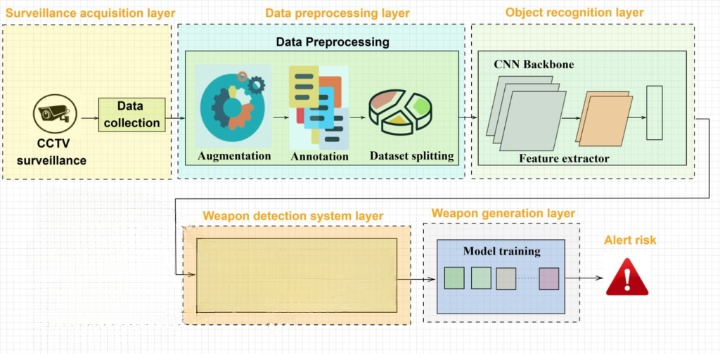 Surveillance acquisition layer
Data preprocessing layer
Object recognition layer
Data Preprocessing
CNN Backbone
Data
collection
CCTV
surveillance
Augmentation
Annotation
Dataset splitting
Feature extractor
Weapon detection system layer
Weapon generation layer
Alert risk
Model training